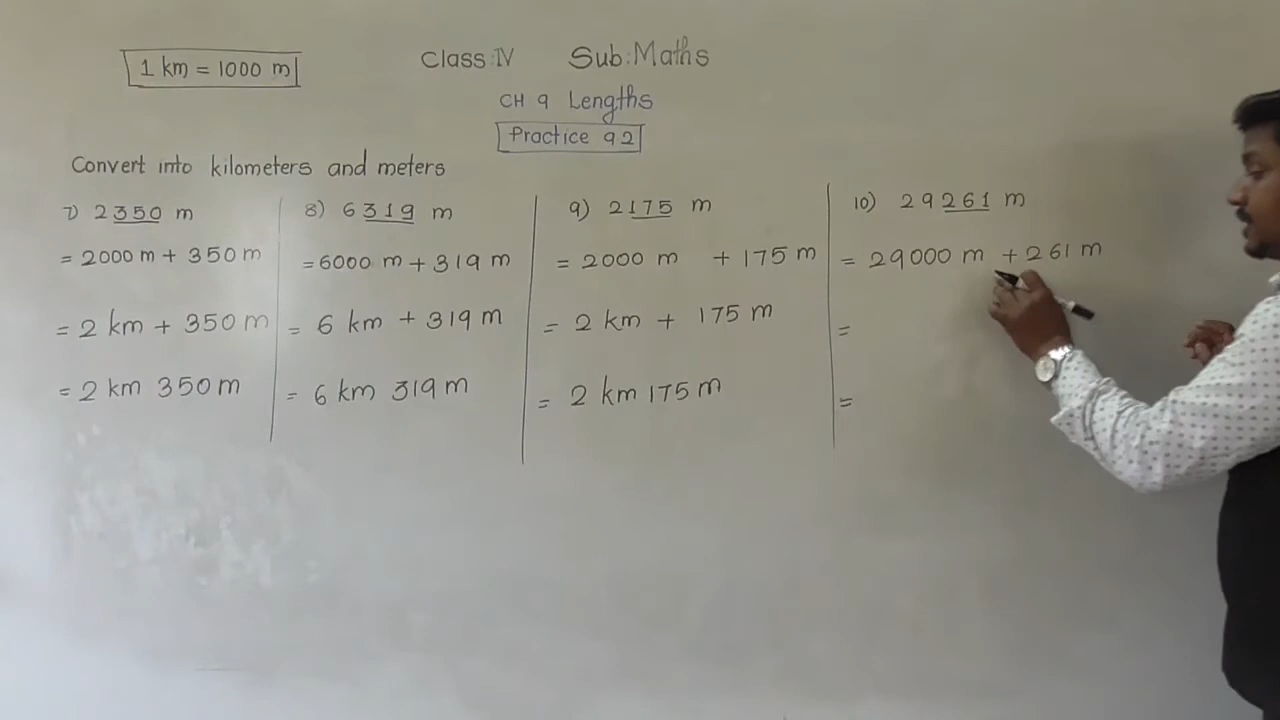 1 km = 1000 m
Class: IV Sub: Maths
CH 9 Lengths
Practice 9 2
Convert into kilometers and meters
7) 2350 m
= 2000 m + 350 m
= 2 km + 350 m
= 2 km 350 m
8) 6319 m
= 6000 m + 319 m
= 6 km + 319 m
= 6 km 319 m
9) 2175 m
= 2000 m + 175 m
= 2 km + 175 m
= 2 km 175 m
10) 29261 m
= 29000 m + 261 m
=
=